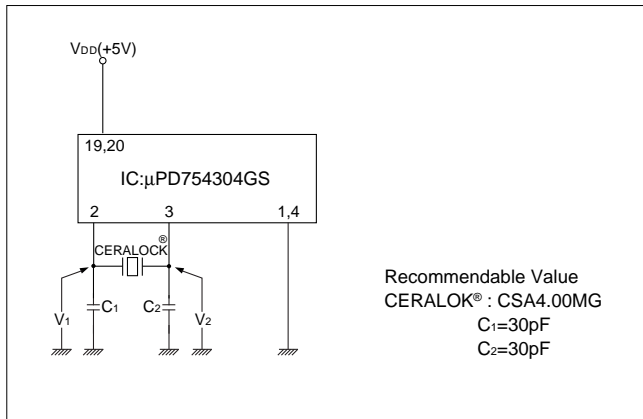 VDD(+5V)
19,20
IC:μPD754304GS
2 3 1,4
CERALOCK®
V1 C1 C2 V2
Recommendable Value
CERALOK® : CSA4.00MG
C1=30pF
C2=30pF